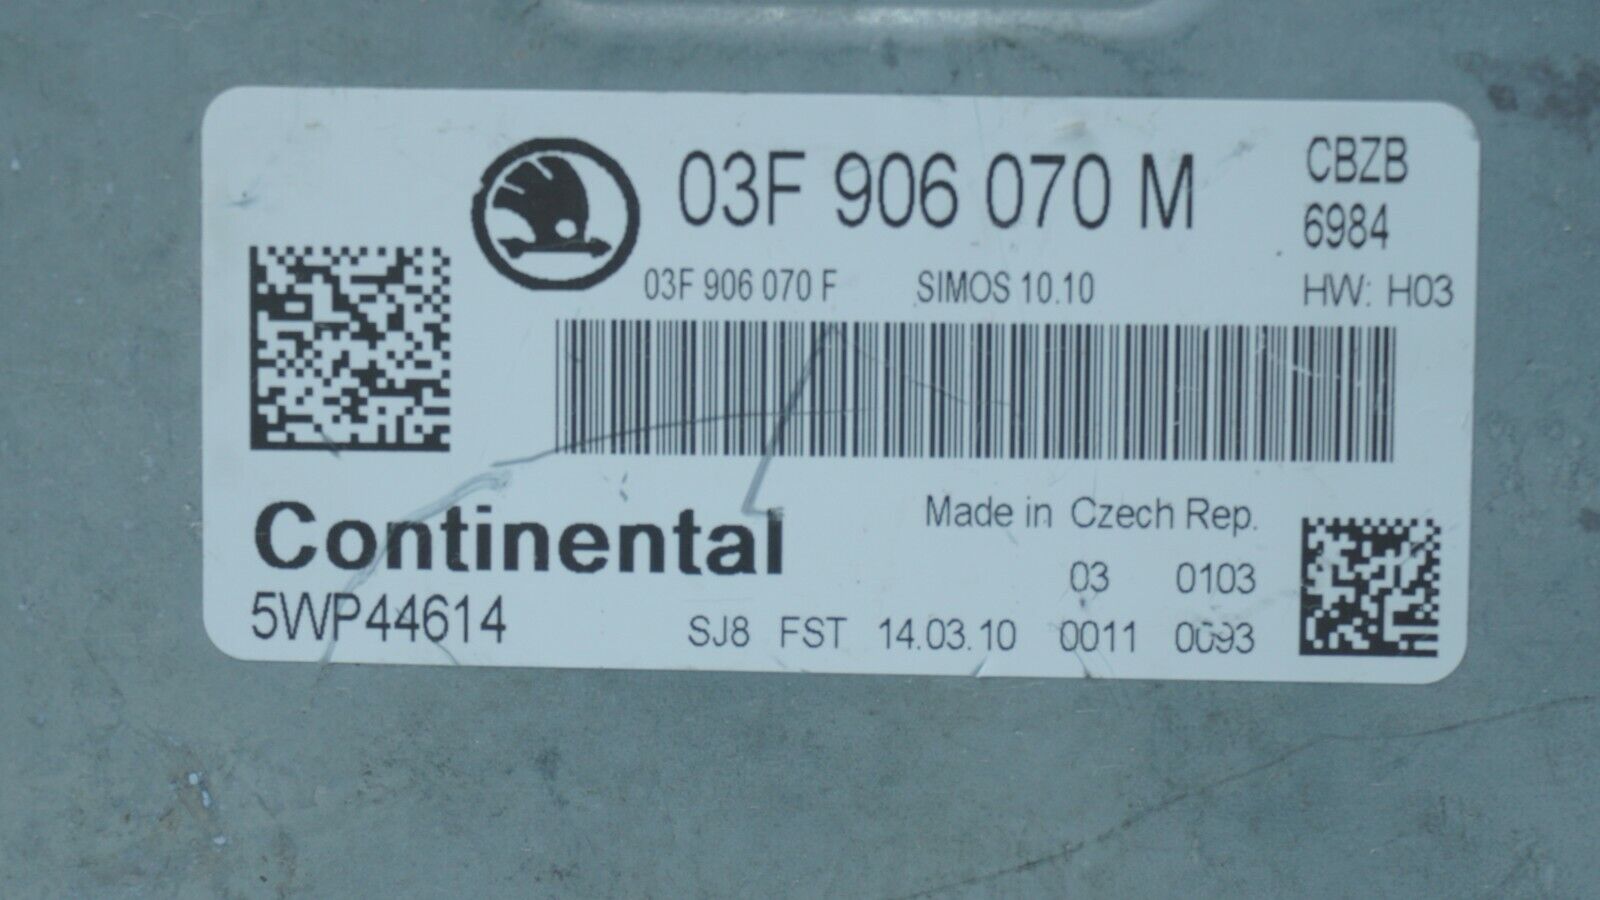 03F 906 070 M
CBZB
6984
03F 906 070 F SIMOS 10.10 HW: H03
Continental
Made in Czech Rep.
03 0103
5WP44614
SJ8 FST 14.03.10 0011 0093